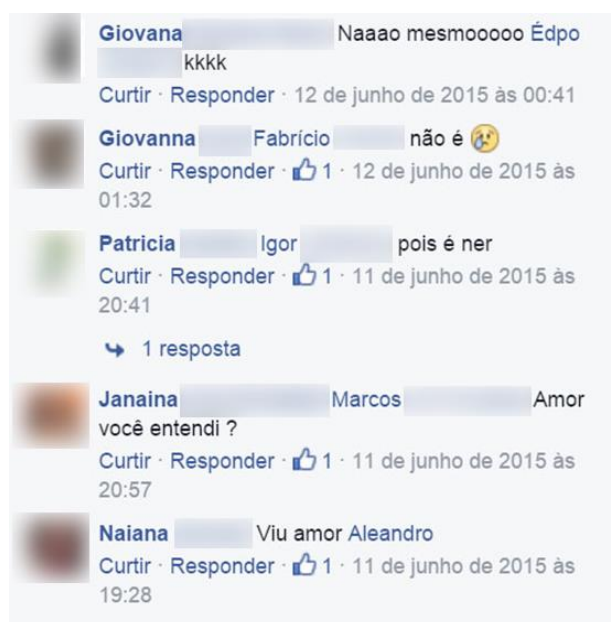 Giovana Naaao mesmooooo Édpo
kkkk
Curtir · Responder · 12 de junho de 2015 às 00:41
Giovanna Fabrício não é
Curtir · Responder · 1 · 12 de junho de 2015 às
01:32
Patricia Igor pois é ner
Curtir · Responder · 1 · 11 de junho de 2015 às
20:41
1 resposta
Janaina Marcos Amor
você entendi ?
Curtir · Responder · 1 · 11 de junho de 2015 às
20:57
Naiana Viu amor Aleandro
Curtir · Responder · 1 · 11 de junho de 2015 às
19:28